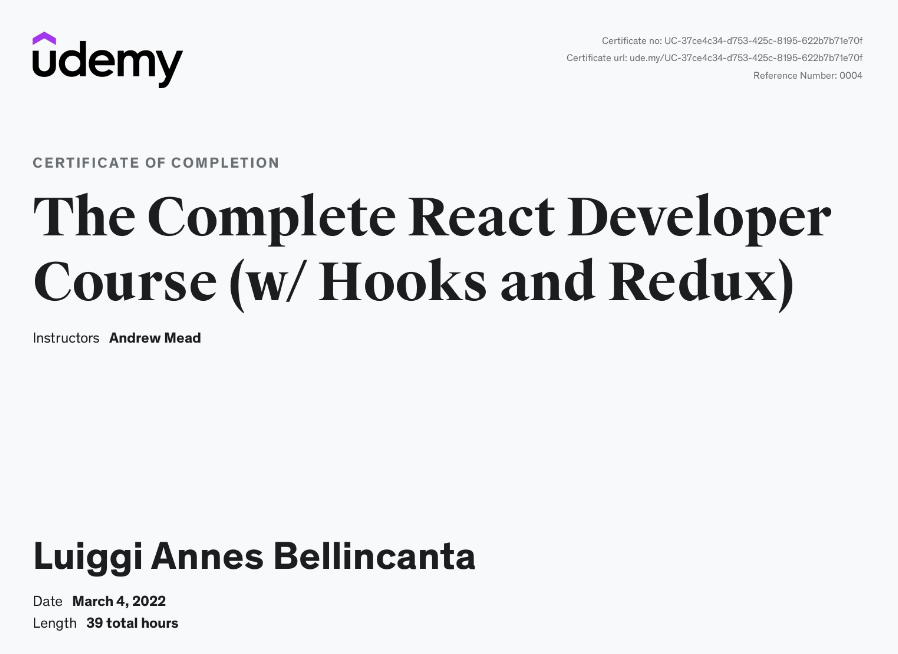 udemy
Certificate no: UC-37ce4c34-d753-425c-8195-622b7b71e70f
Certificate url: ude.my/UC-37ce4c34-d753-425c-8195-622b7b71e70f
Reference Number: 0004
CERTIFICATE OF COMPLETION
The Complete React Developer
Course (w/ Hooks and Redux)
Instructors Andrew Mead
Luiggi Annes Bellincanta
Date March 4, 2022
Length 39 total hours